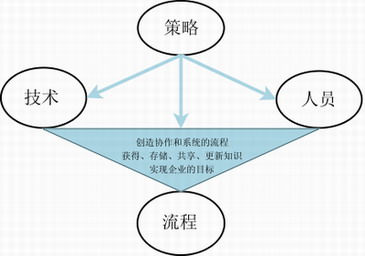 策略
技术
人员
创造协作和系统的流程
获得、存储、共享、更新知识
实现企业的目标
流程